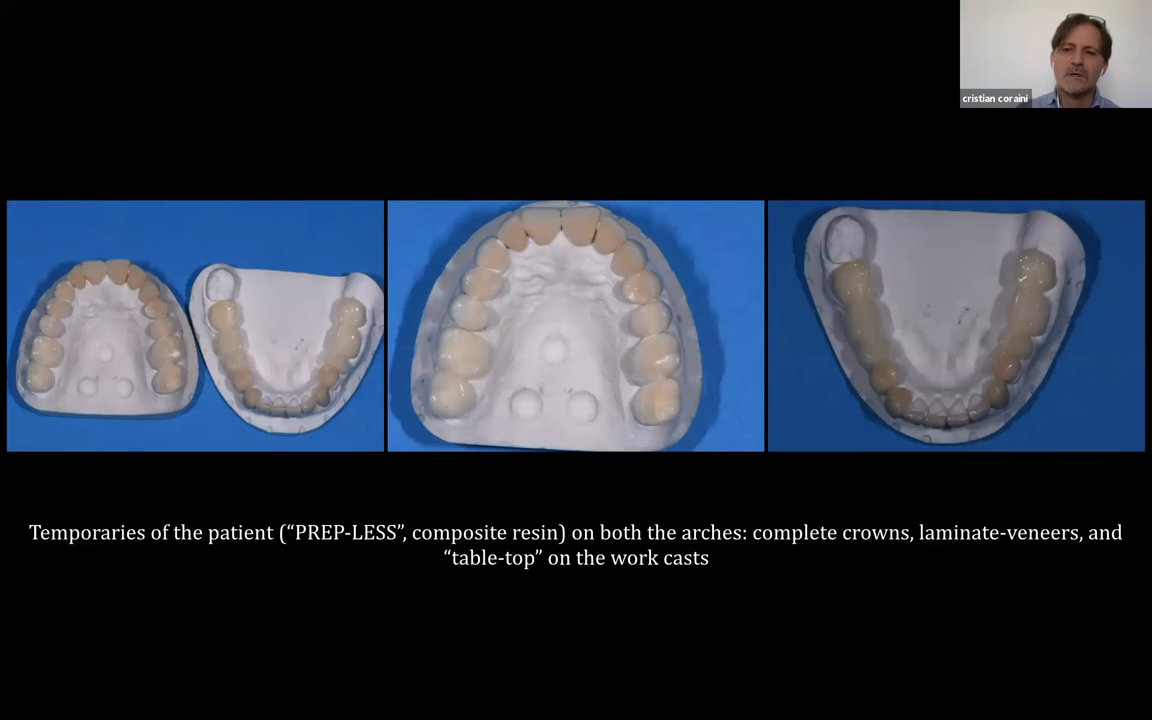 cristian coraini
Temporaries of the patient (“PREP-LESS”, composite resin) on both the arches: complete crowns, laminate-veneers, and
“table-top” on the work casts